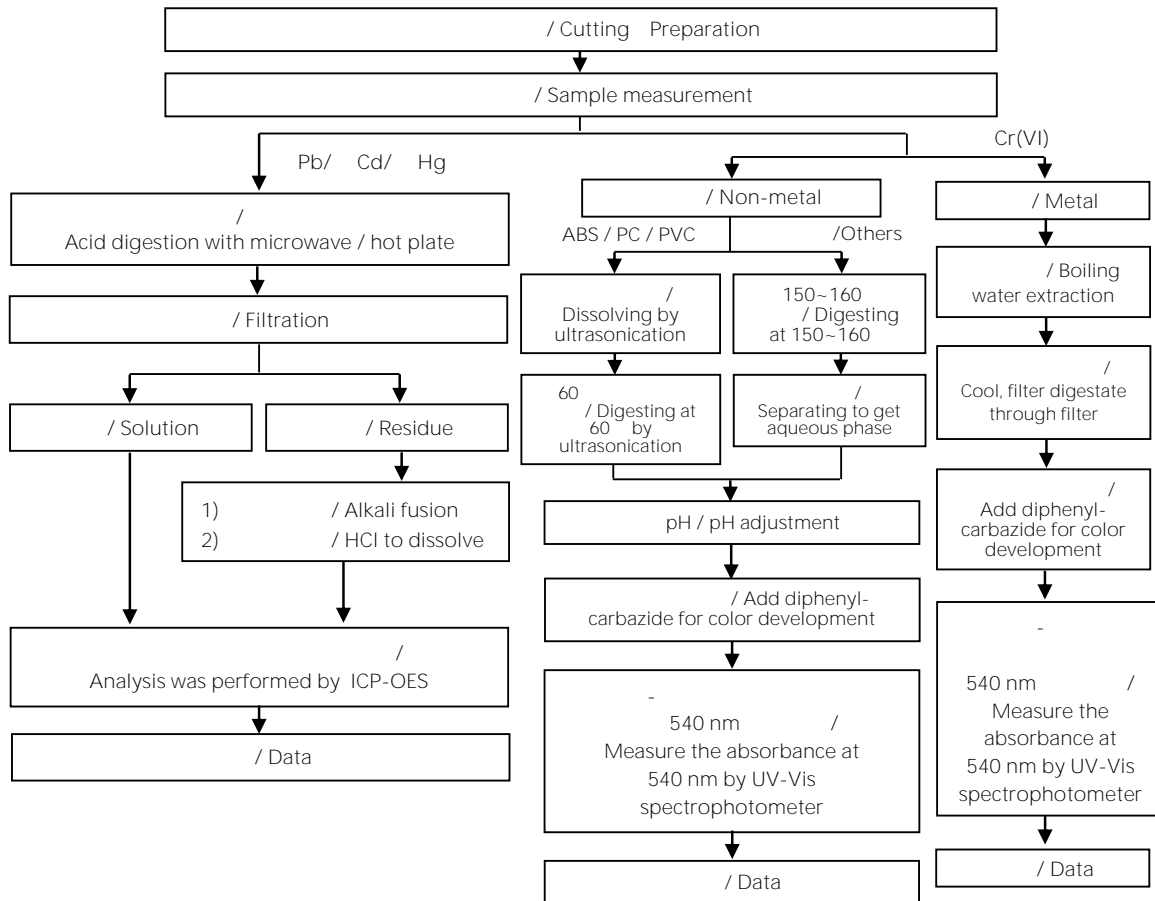 / Cutting Preparation
/ Sample measurement
Pb/ Cd/ Hg
Cr(VI)
/
Acid digestion with microwave / hot plate
/ Filtration
/ Solution
/ Residue
1) / Alkali fusion
2) / HCl to dissolve
/
Analysis was performed by ICP-OES
/ Data
/ Non-metal
ABS / PC / PVC
/Others
/
Dissolving by
ultrasonication
60
/ Digesting at
60 by
ultrasonication
150~160
/ Digesting
at 150~160
/
Separating to get
aqueous phase
pH / pH adjustment
/ Add diphenyl-
carbazide for color development
-
540 nm /
Measure the absorbance at
540 nm by UV-Vis
spectrophotometer
/ Data
/ Metal
/ Boiling
water extraction
/
Cool, filter digestate
through filter
/
Add diphenyl-
carbazide for color
development
-
540 nm /
Measure the
absorbance at
540 nm by UV-Vis
spectrophotometer
/ Data